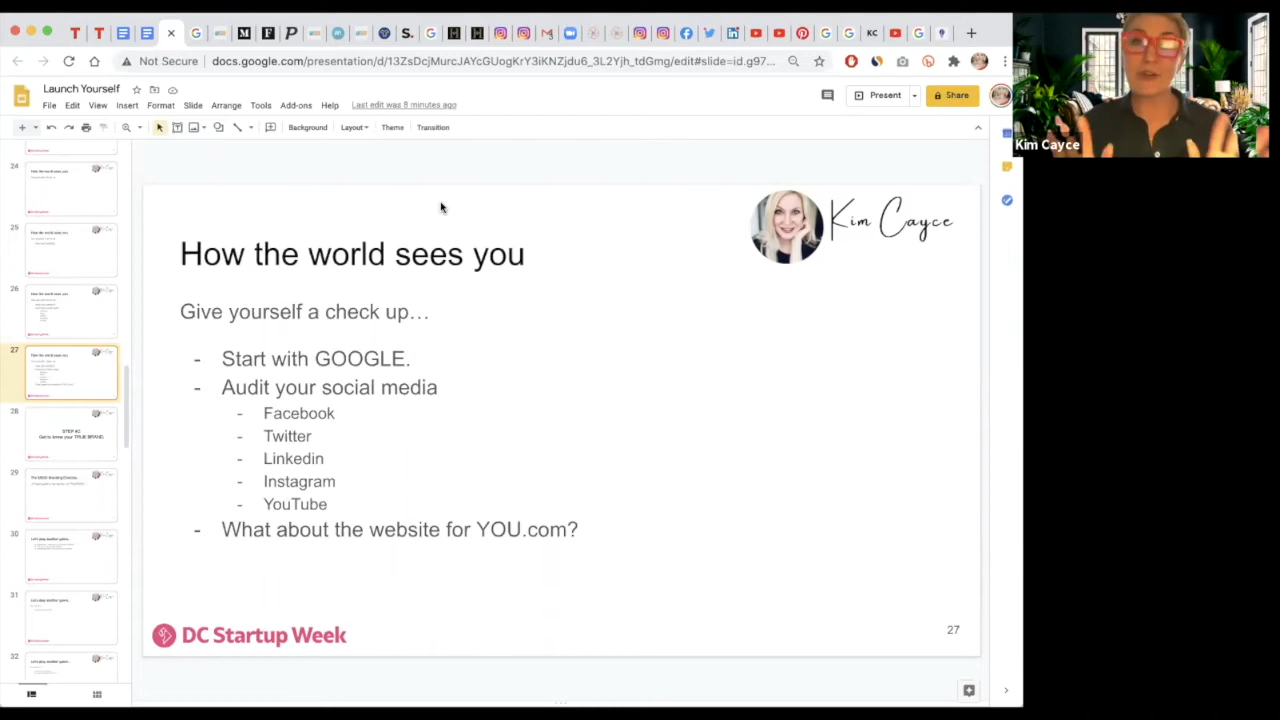 Not Secure
docs.google.com/presentation/d/13ZsDcjMurcJAYcGUogKrY3iKNZjdu6_3L2Yjh_tdGmg/edit#slide=id.g97...
Launch Yourself
File Edit View Insert Format Slide Arrange Tools Add-ons Help Last edit was 8 minutes ago
Present
Share
Background Layout Theme Transition
Kim Cayce
24
25
26
27
28
29
30
31
32
How the world sees you
Kim Cayce
Give yourself a check up...
- Start with GOOGLE.
- Audit your social media
- Facebook
- Twitter
- Linkedin
- Instagram
- YouTube
- What about the website for YOU.com?
DC Startup Week
27